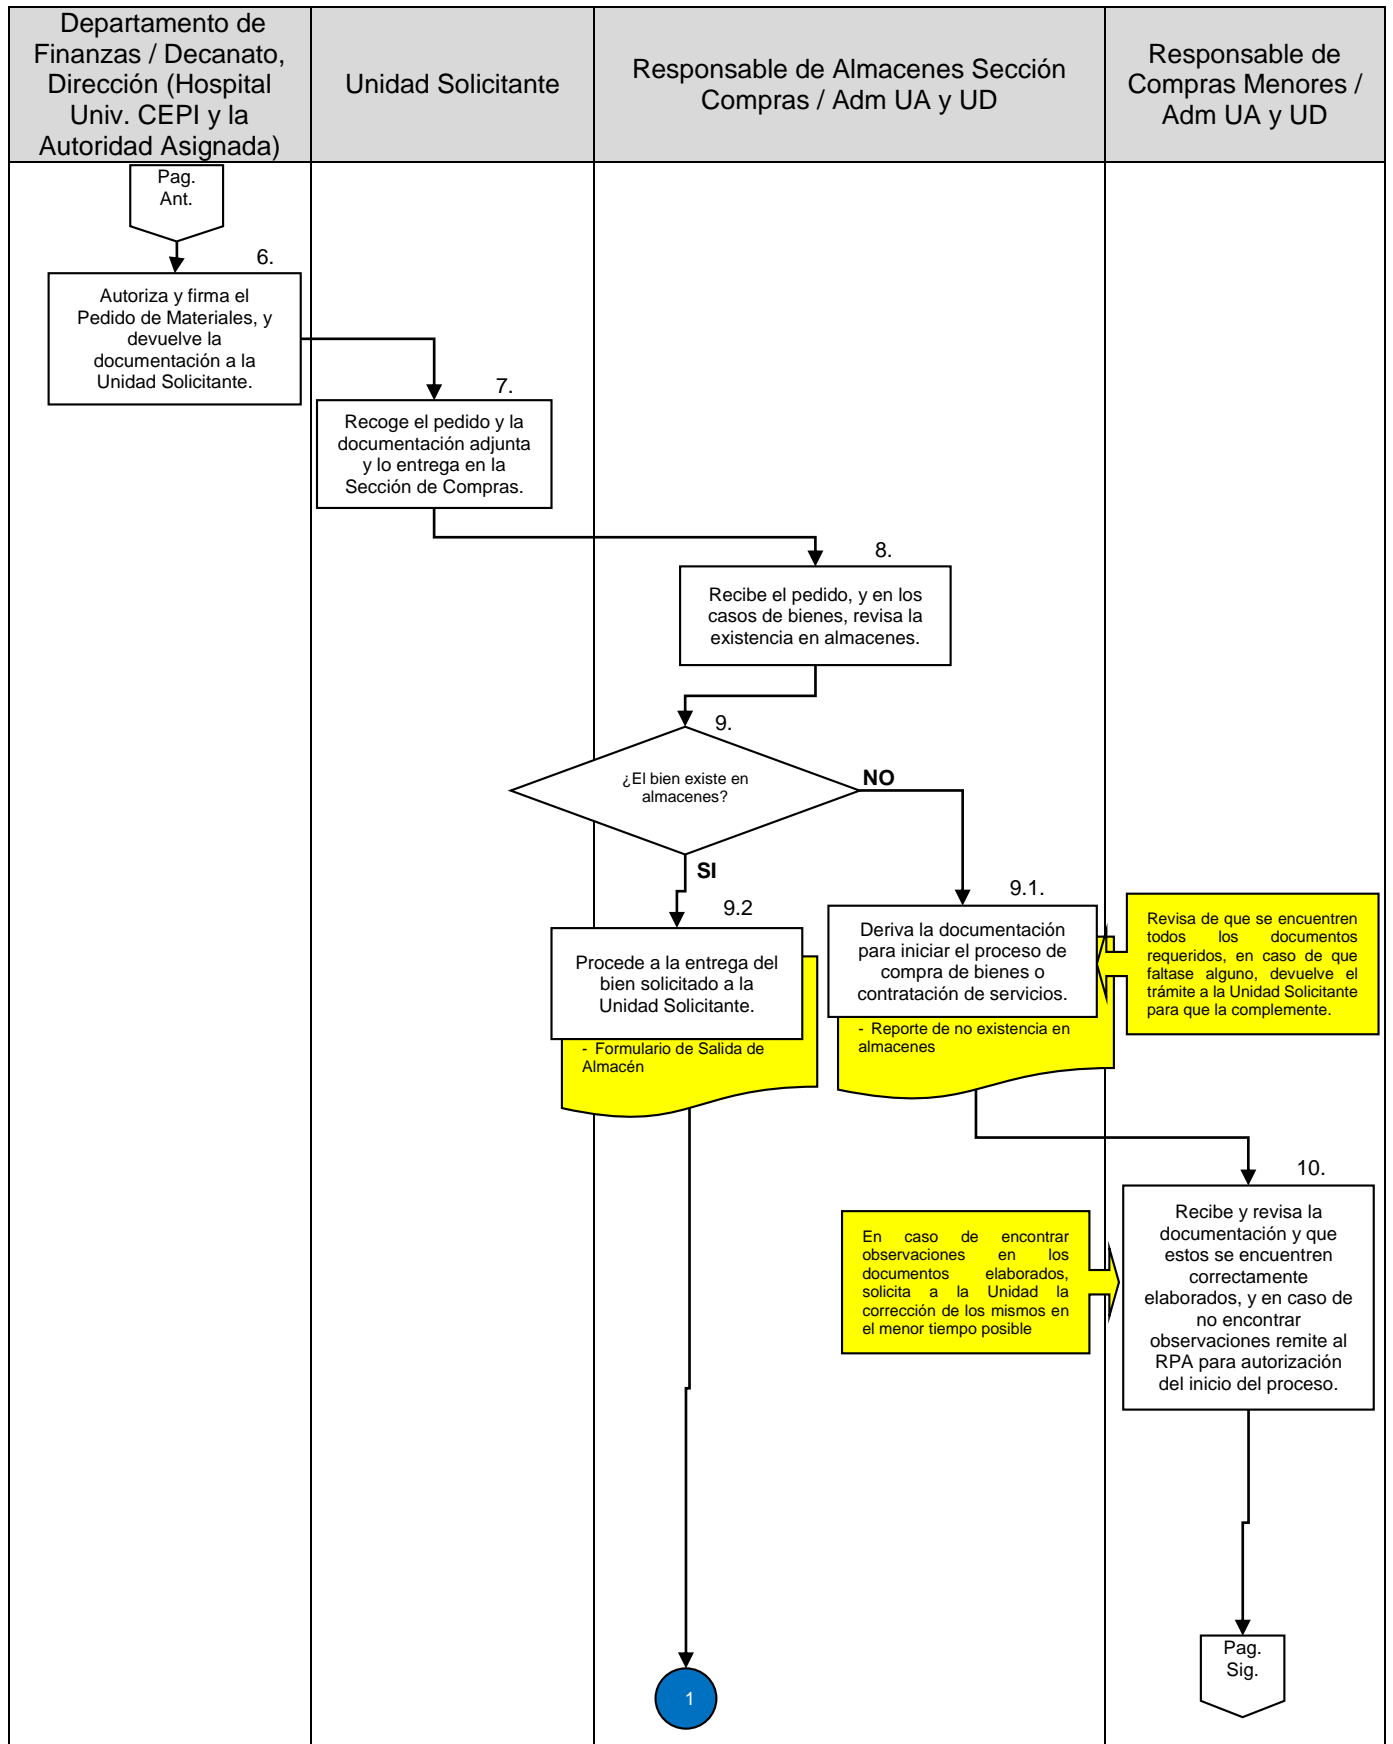 Departamento de
Finanzas / Decanato,
Dirección (Hospital
Univ. CEPI y la
Autoridad Asignada)
Unidad Solicitante
Responsable de Almacenes Sección
Compras / Adm UA y UD
Responsable de
Compras Menores /
Adm UA y UD
Pag.
Ant.
6.
Autoriza y firma el
Pedido de Materiales, y
devuelve la
documentación a la
Unidad Solicitante.
7.
Recoge el pedido y la
documentación adjunta
y lo entrega en la
Sección de Compras.
8.
Recibe el pedido, y en los
casos de bienes, revisa la
existencia en almacenes.
9.
¿El bien existe en
almacenes?
NO
SI
9.2
Procede a la entrega del
bien solicitado a la
Unidad Solicitante.
- Formulario de Salida de
Almacén
9.1.
Deriva la documentación
para iniciar el proceso de
compra de bienes o
contratación de servicios.
- Reporte de no existencia en
almacenes
Revisa de que se encuentren
todos los documentos
requeridos, en caso de que
faltase alguno, devuelve el
trámite a la Unidad Solicitante
para que la complemente.
10.
Recibe y revisa la
documentación y que
estos se encuentren
correctamente
elaborados, y en caso de
no encontrar
observaciones remite al
RPA para autorización
del inicio del proceso.
En caso de encontrar
observaciones en los
documentos elaborados,
solicita a la Unidad la
corrección de los mismos en
el menor tiempo posible
Pag.
Sig.
1